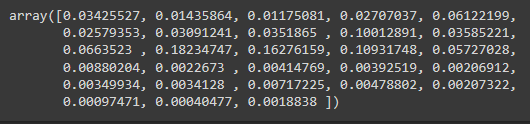 array([0.03425527, 0.01435864, 0.01175081, 0.02707037, 0.06122199,
0.02579353, 0.03091241, 0.0351865 , 0.10012891, 0.03585221,
0.0663523 , 0.18234747, 0.16276159, 0.10931748, 0.05727028,
0.00880204, 0.0022673 , 0.00414769, 0.00392519, 0.00206912,
0.00349934, 0.0034128 , 0.00717225, 0.00478802, 0.00207322,
0.00097471, 0.00040477, 0.0018838 ])